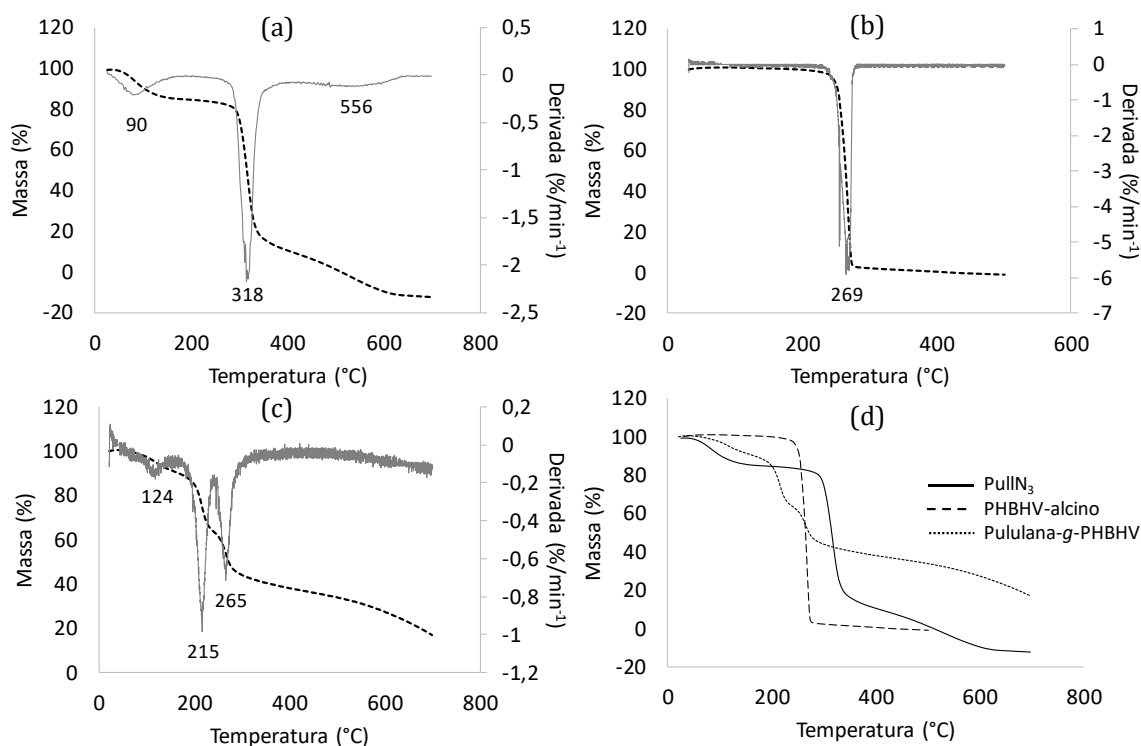 (a)
120
100
80
60
40
20
0
-20
Massa (%)
0,5
0
-0,5
-1
-1,5
-2
-2,5
Derivada (%/min⁻¹)
90
318
556
0 200 400 600 800
Temperatura (°C)
(b)
120
100
80
60
40
20
0
-20
Massa (%)
1
0
-1
-2
-3
-4
-5
-6
-7
Derivada (%/min⁻¹)
269
0 200 400 600
Temperatura (°C)
(c)
120
100
80
60
40
20
0
Massa (%)
0,2
0
-0,2
-0,4
-0,6
-0,8
-1
-1,2
Derivada (%/min⁻¹)
124
215
265
0 200 400 600 800
Temperatura (°C)
(d)
120
100
80
60
40
20
0
-20
Massa (%)
PullN₃
PHBHV-alcino
Pululana-g-PHBHV
0 200 400 600 800
Temperatura (°C)